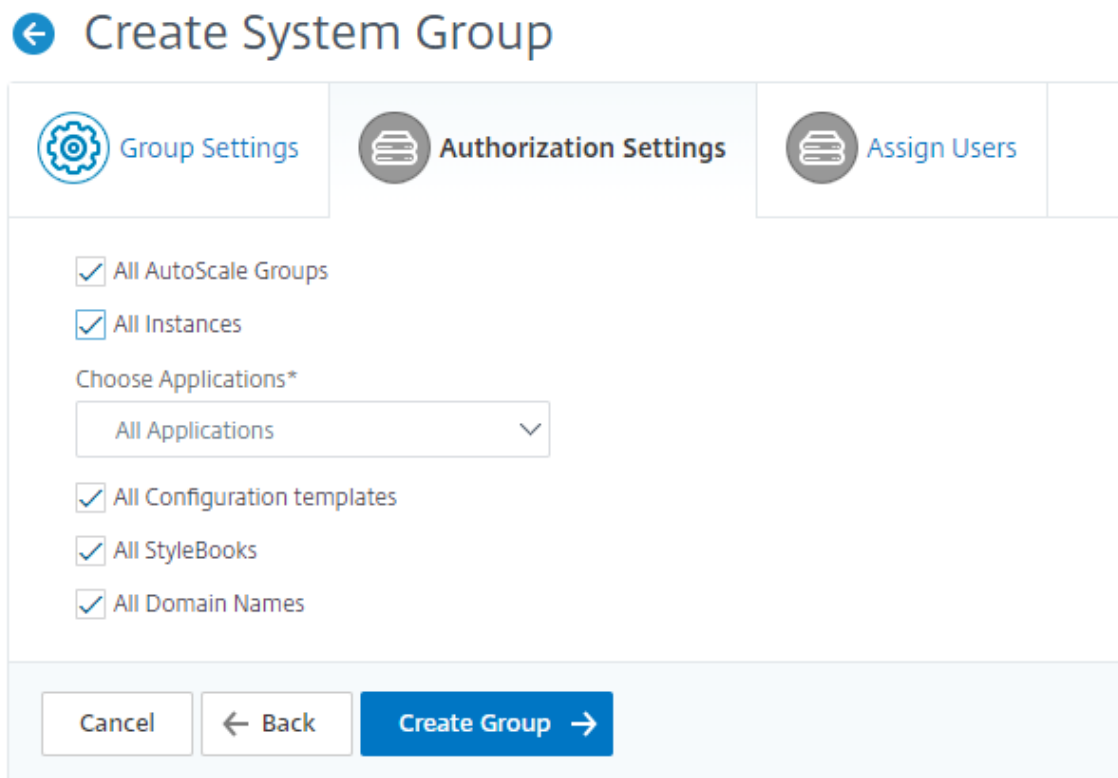 Create System Group
Group Settings
Authorization Settings
Assign Users
All AutoScale Groups
All Instances
Choose Applications*
All Applications
All Configuration templates
All StyleBooks
All Domain Names
Cancel
Back
Create Group